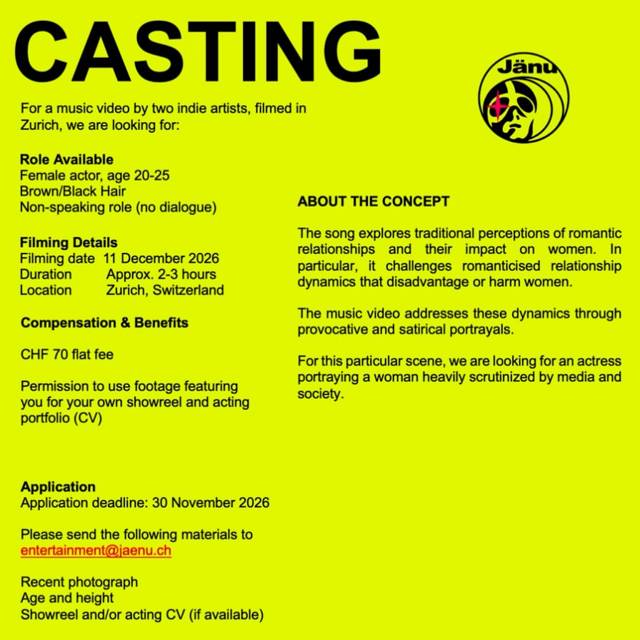 CASTING
Jänu
For a music video by two indie artists, filmed in
Zurich, we are looking for:
Role Available
Female actor, age 20-25
Brown/Black Hair
Non-speaking role (no dialogue)
Filming Details
Filming date 11 December 2026
Duration Approx. 2-3 hours
Location Zurich, Switzerland
Compensation & Benefits
CHF 70 flat fee
Permission to use footage featuring
you for your own showreel and acting
portfolio (CV)
ABOUT THE CONCEPT
The song explores traditional perceptions of romantic
relationships and their impact on women. In
particular, it challenges romanticised relationship
dynamics that disadvantage or harm women.
The music video addresses these dynamics through
provocative and satirical portrayals.
For this particular scene, we are looking for an actress
portraying a woman heavily scrutinized by media and
society.
Application
Application deadline: 30 November 2026
Please send the following materials to
entertainment@jaenu.ch
Recent photograph
Age and height
Showreel and/or acting CV (if available)